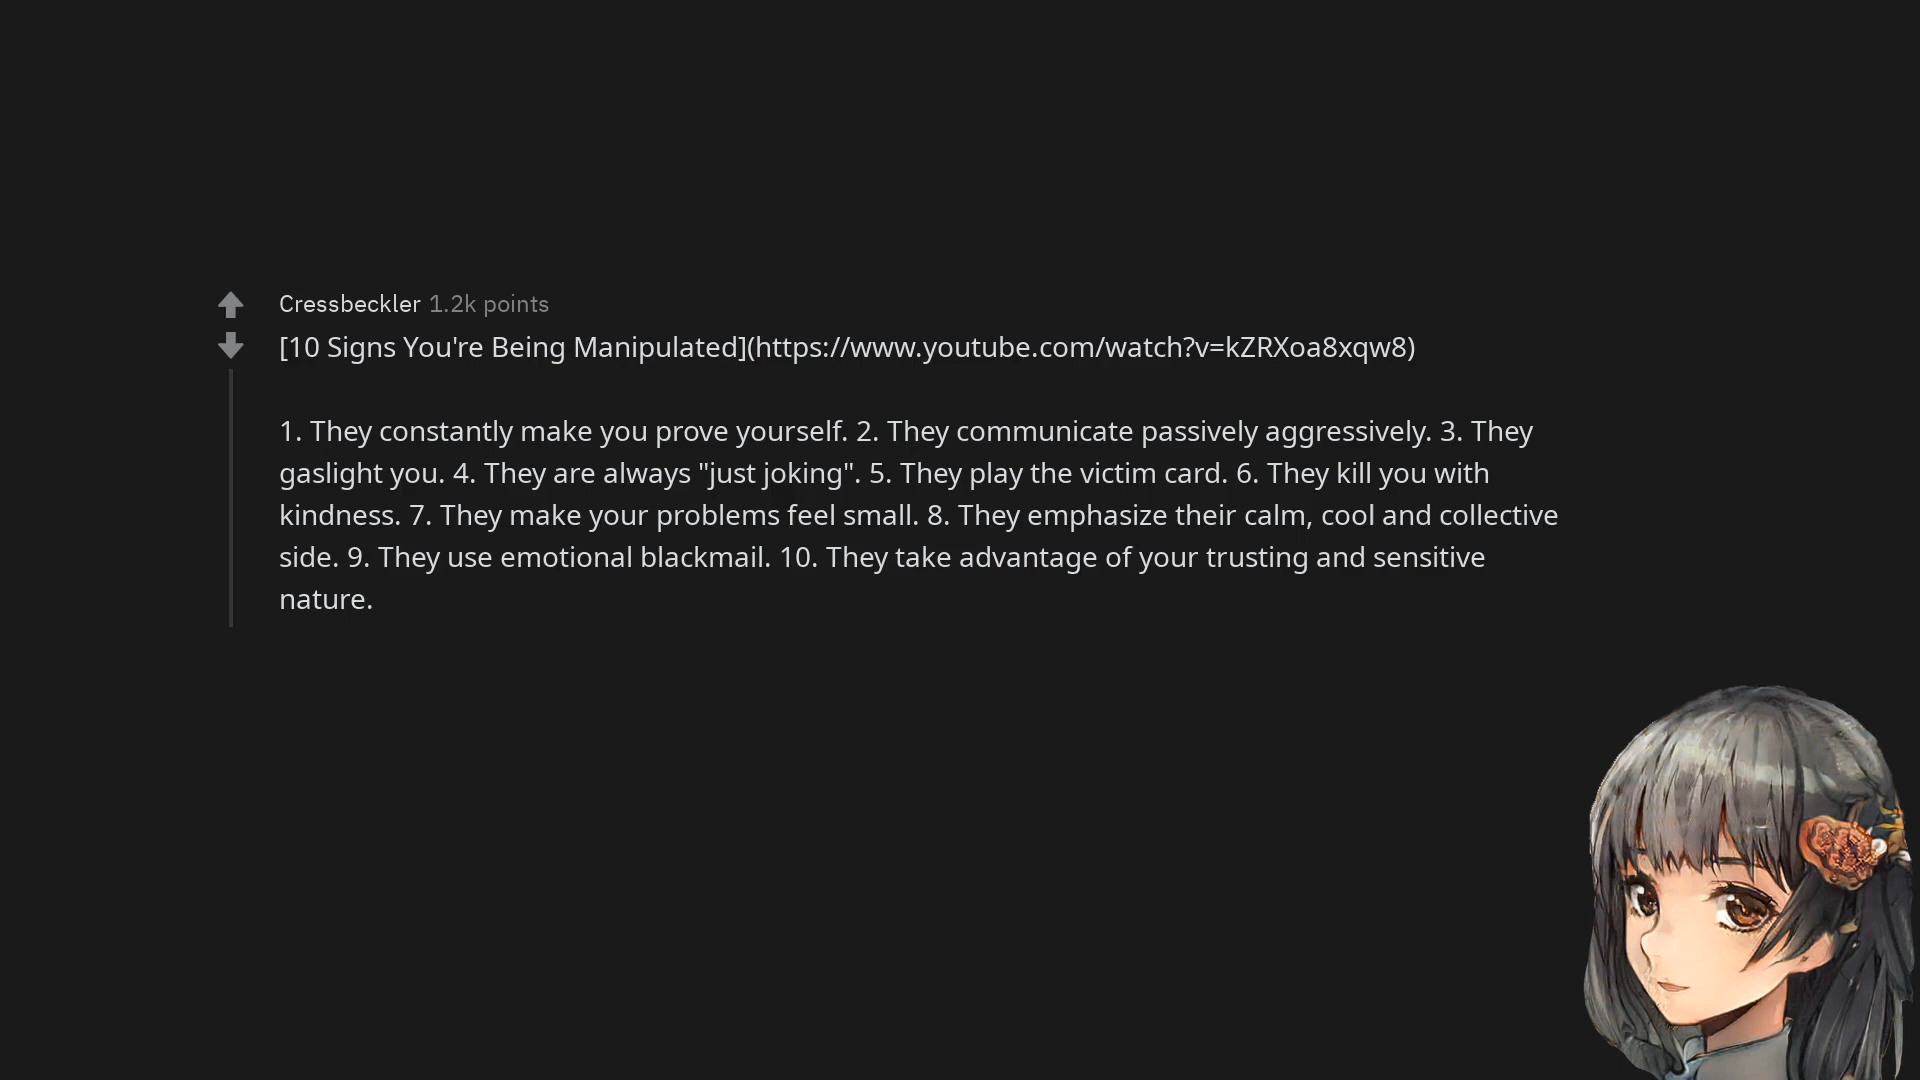 Cressbeckler 1.2k points
[10 Signs You're Being Manipulated](https://www.youtube.com/watch?v=kZRXoa8xqw8)
1. They constantly make you prove yourself. 2. They communicate passively aggressively. 3. They
gaslight you. 4. They are always "just joking". 5. They play the victim card. 6. They kill you with
kindness. 7. They make your problems feel small. 8. They emphasize their calm, cool and collective
side. 9. They use emotional blackmail. 10. They take advantage of your trusting and sensitive
nature.